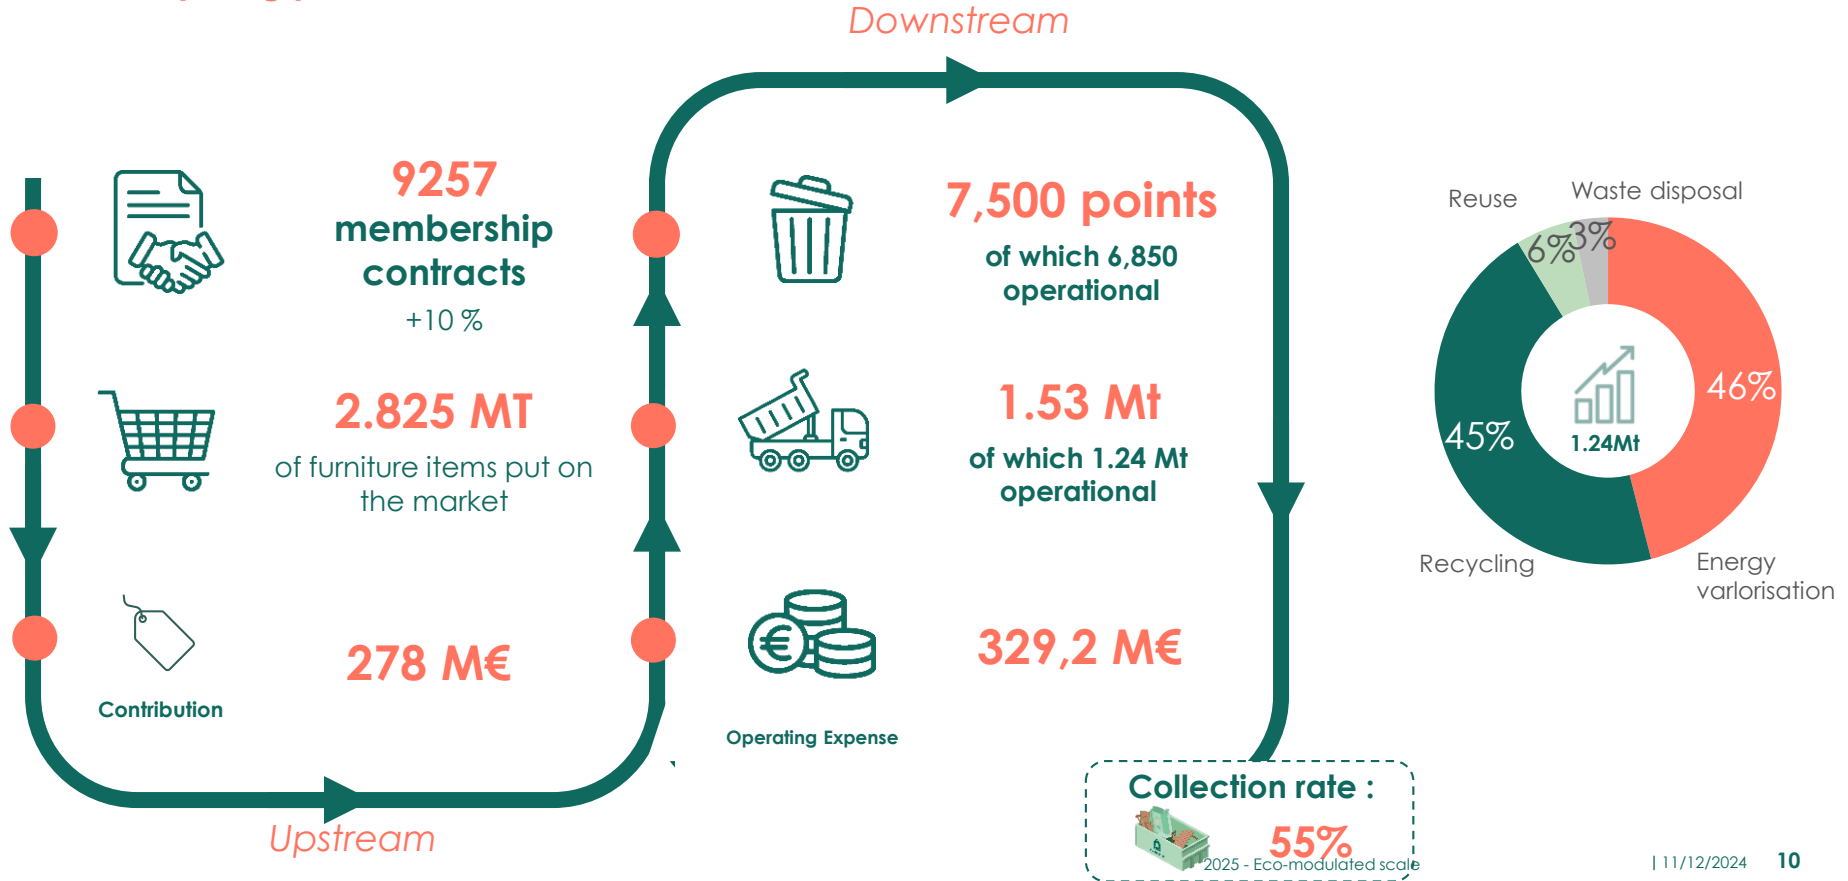 Downstream
9257
membership
contracts
+10 %
2.825 MT
of furniture items put on
the market
278 M€
Contribution
Upstream
7,500 points
of which 6,850
operational
1.53 Mt
of which 1.24 Mt
operational
329,2 M€
Operating Expense
Collection rate :
55%
Reuse
Waste disposal
6%
3%
46%
45%
1.24Mt
Recycling
Energy
varlorisation
2025 - Eco-modulated scale
| 11/12/2024
10